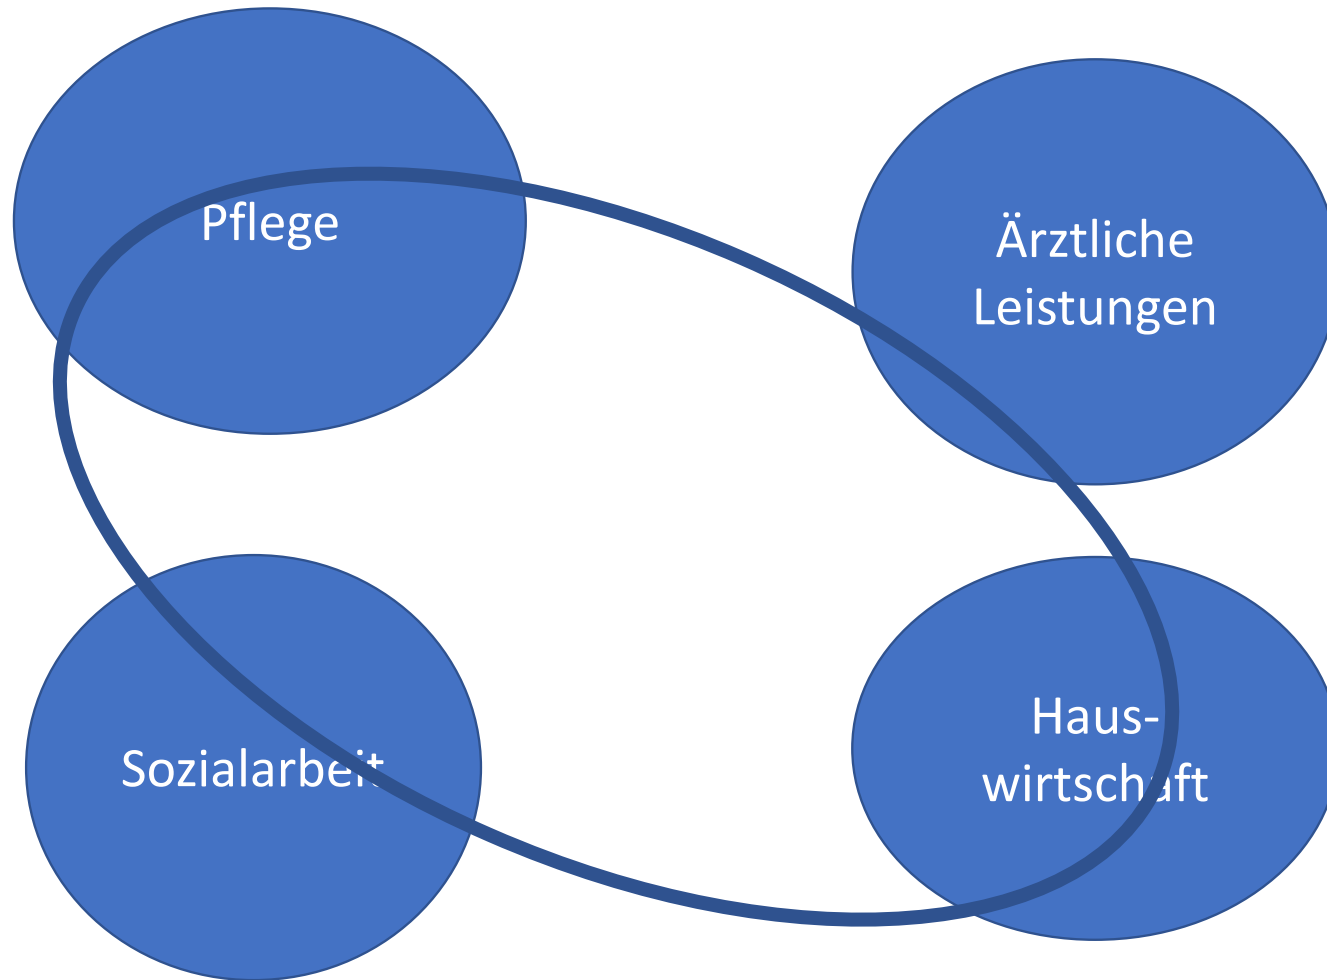 Pflege
Ärztliche
Leistungen
Sozialarbeit
Haus-
wirtschaft